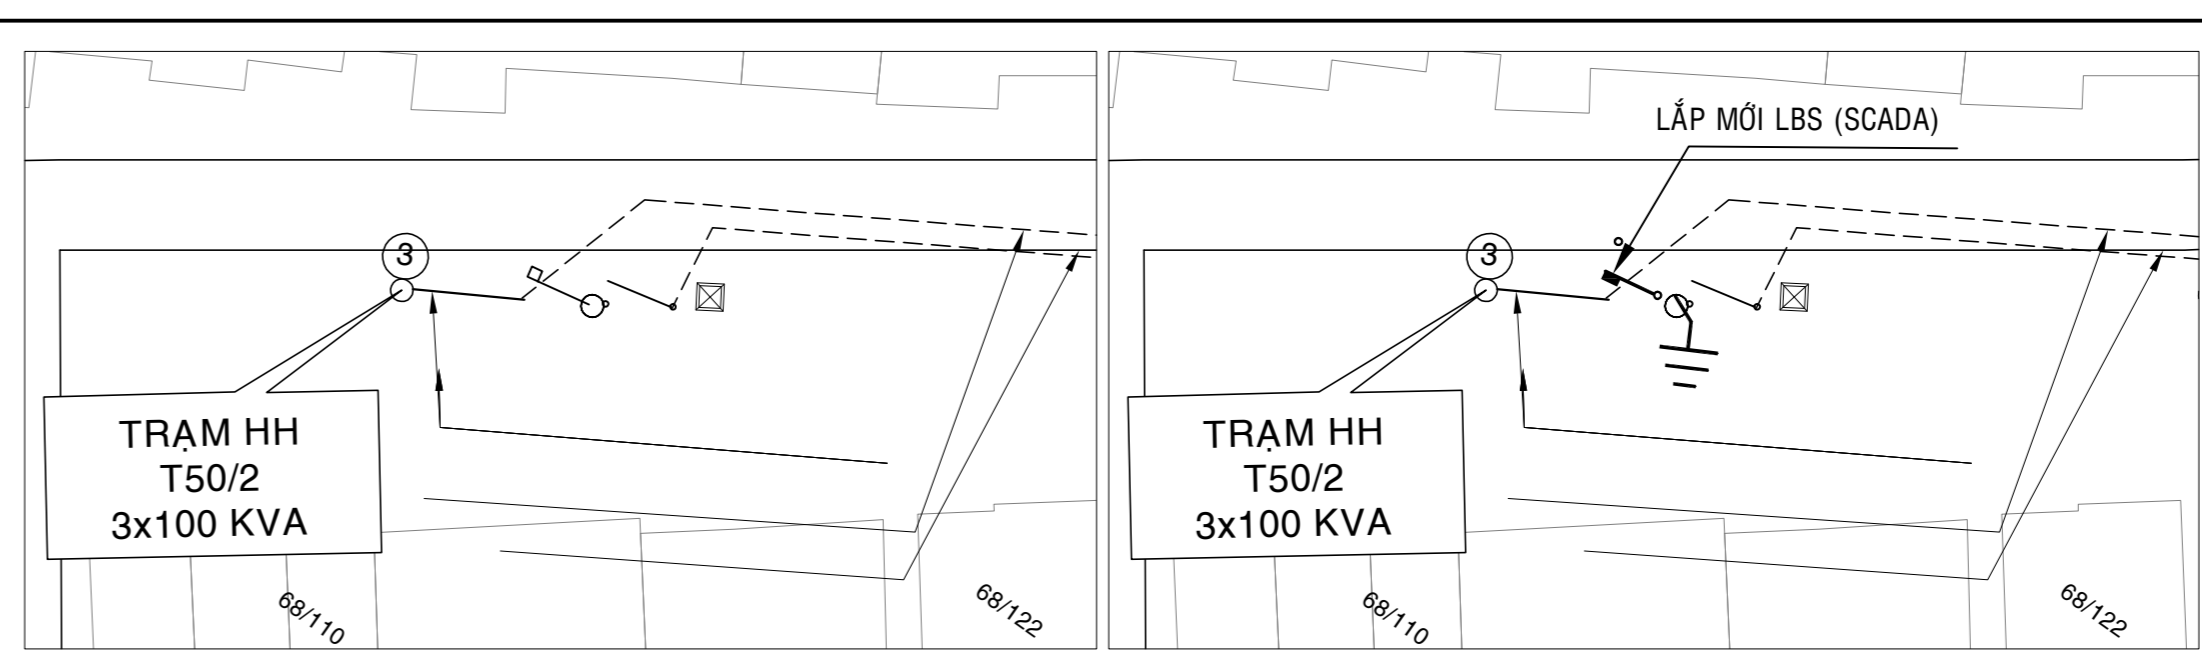 3
TRẠM HH
T50/2
3x100 KVA
68/110
68/122
LẮP MỚI LBS (SCADA)
3
TRẠM HH
T50/2
3x100 KVA
68/110
68/122